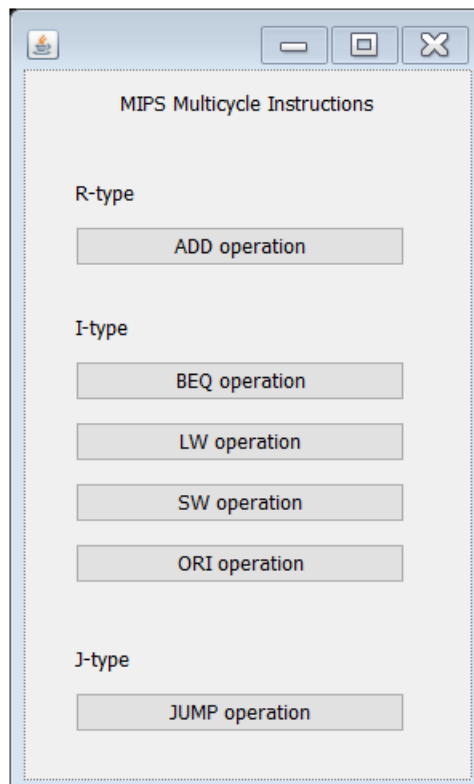 MIPS Multicycle Instructions
R-type
ADD operation
I-type
BEQ operation
LW operation
SW operation
ORI operation
J-type
JUMP operation